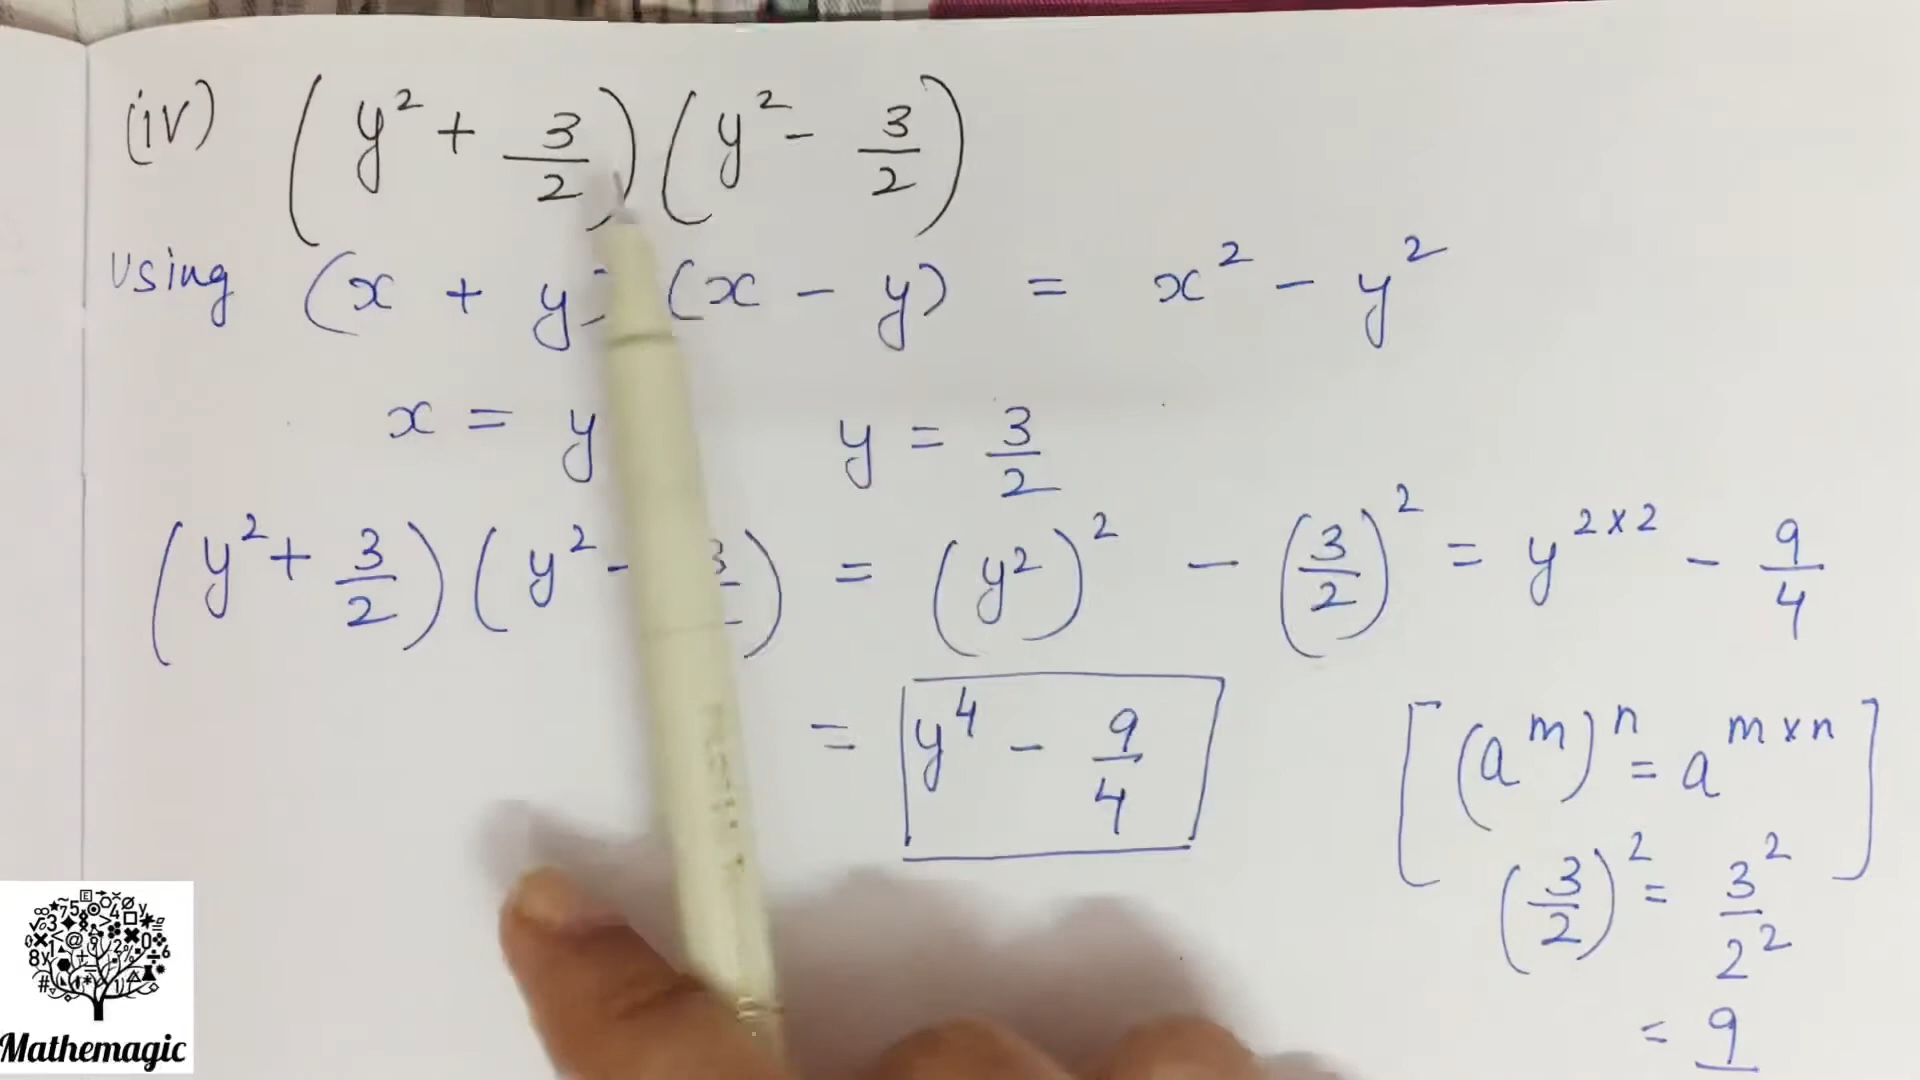 (iv) (y² + 3/2) (y² - 3/2)
Using (x + y) (x - y) = x² - y²
x = y y = 3/2
(y² + 3/2) (y² - 3/) = (y²)² - (3/2)² = y^2×2 - 9/4
= y⁴ - 9/4
[(a^m)^n = a^m×n]
(3/2)² = 3²/2²
= 9
Mathemagic